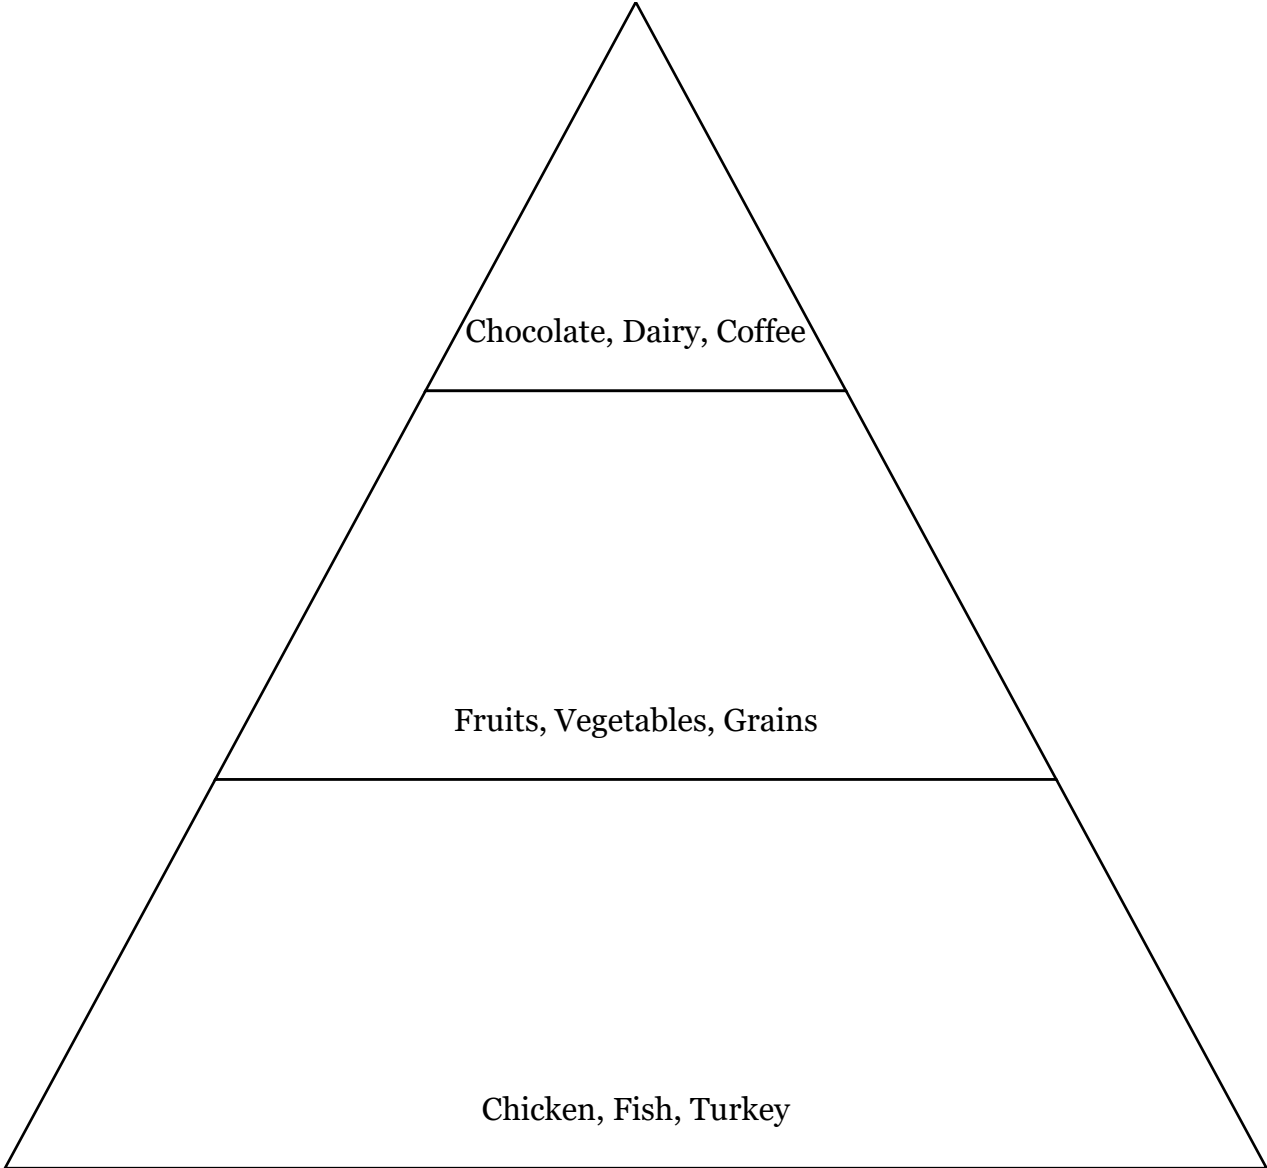 Chocolate, Dairy, Coffee
Fruits, Vegetables, Grains
Chicken, Fish, Turkey